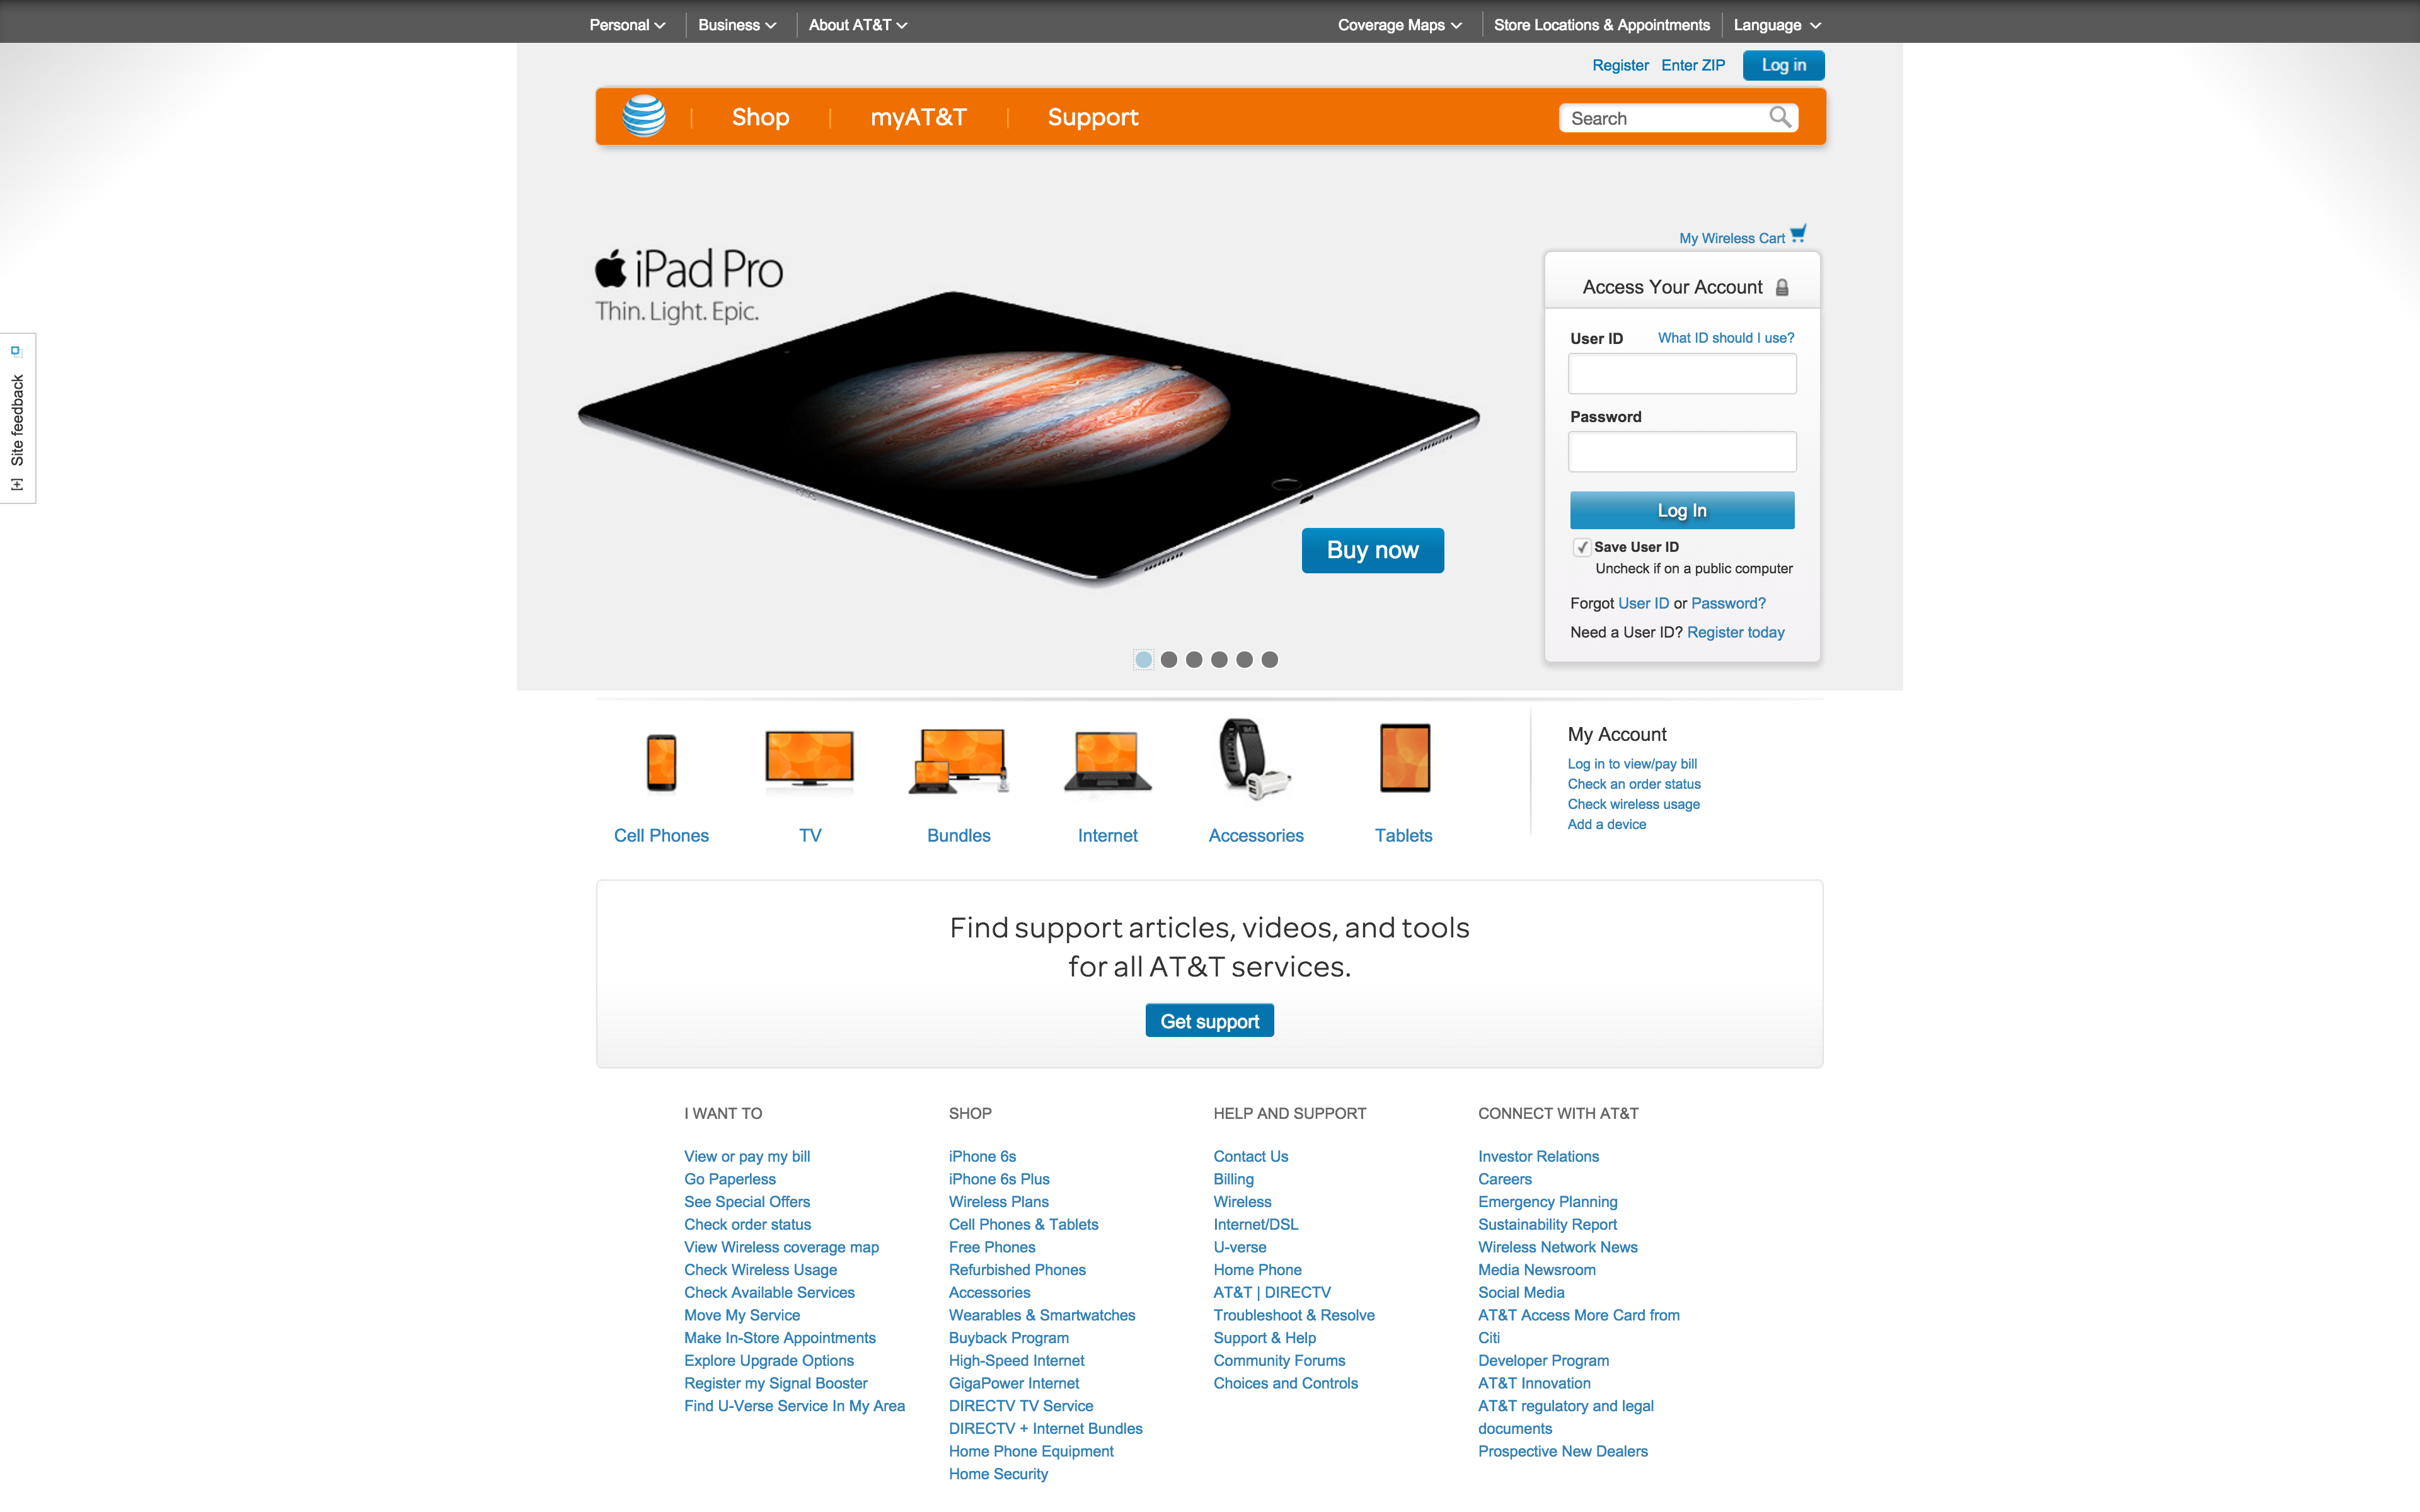 Personal
Business
About AT&T
Coverage Maps
Store Locations & Appointments
Language
Register
Enter ZIP
Log in
Shop
myAT&T
Support
Search
My Wireless Cart
iPad Pro
Thin. Light. Epic.
Buy now
Access Your Account
User ID
What ID should I use?
Password
Log In
Save User ID
Uncheck if on a public computer
Forgot User ID or Password?
Need a User ID? Register today
[+] Site feedback
Cell Phones
TV
Bundles
Internet
Accessories
Tablets
My Account
Log in to view/pay bill
Check an order status
Check wireless usage
Add a device
Find support articles, videos, and tools
for all AT&T services.
Get support
I WANT TO
View or pay my bill
Go Paperless
See Special Offers
Check order status
View Wireless coverage map
Check Wireless Usage
Check Available Services
Move My Service
Make In-Store Appointments
Explore Upgrade Options
Register my Signal Booster
Find U-Verse Service In My Area
SHOP
iPhone 6s
iPhone 6s Plus
Wireless Plans
Cell Phones & Tablets
Free Phones
Refurbished Phones
Accessories
Wearables & Smartwatches
Buyback Program
High-Speed Internet
GigaPower Internet
DIRECTV TV Service
DIRECTV + Internet Bundles
Home Phone Equipment
Home Security
HELP AND SUPPORT
Contact Us
Billing
Wireless
Internet/DSL
U-verse
Home Phone
AT&T | DIRECTV
Troubleshoot & Resolve
Support & Help
Community Forums
Choices and Controls
CONNECT WITH AT&T
Investor Relations
Careers
Emergency Planning
Sustainability Report
Wireless Network News
Media Newsroom
Social Media
AT&T Access More Card from
Citi
Developer Program
AT&T Innovation
AT&T regulatory and legal
documents
Prospective New Dealers